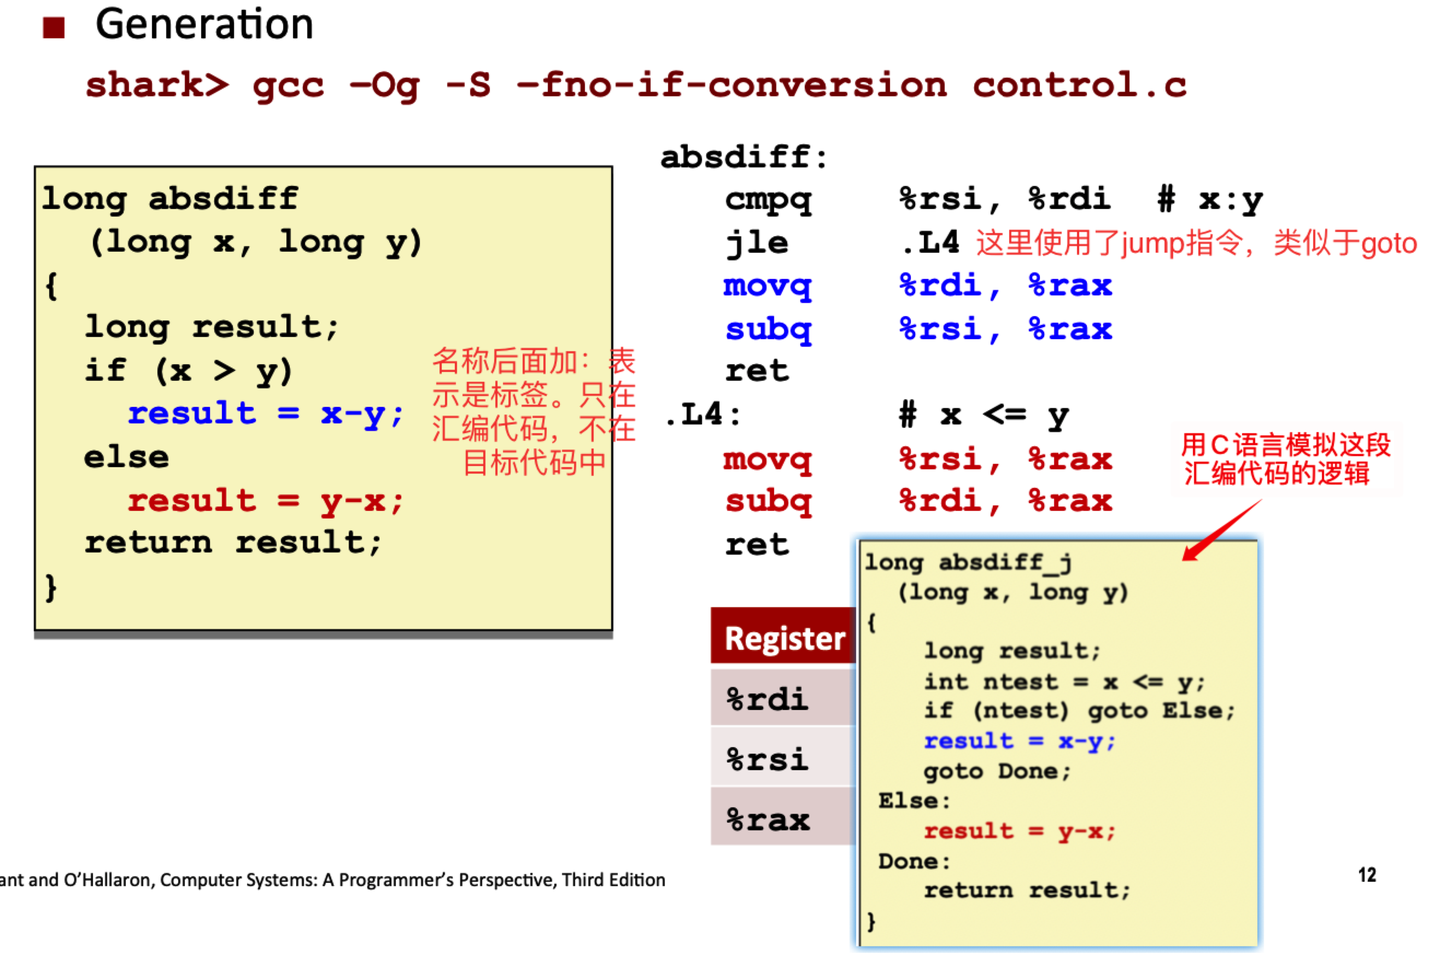 ■ Generation
shark> gcc –Og -S –fno-if-conversion control.c
long absdiff
(long x, long y)
{
long result;
if (x > y)
result = x-y;
else
result = y-x;
return result;
}
名称后面加：表
示是标签。只在
汇编代码，不在
目标代码中
absdiff:
cmpq %rsi, %rdi # x:y
jle .L4 这里使用了jump指令，类似于goto
movq %rdi, %rax
subq %rsi, %rax
ret
.L4: # x <= y
movq %rsi, %rax
subq %rdi, %rax
ret
用C语言模拟这段
汇编代码的逻辑
Register
%rdi
%rsi
%rax
long absdiff_j
(long x, long y)
{
long result;
int ntest = x <= y;
if (ntest) goto Else;
result = x-y;
goto Done;
Else:
result = y-x;
Done:
return result;
}
ant and O’Hallaron, Computer Systems: A Programmer’s Perspective, Third Edition
12